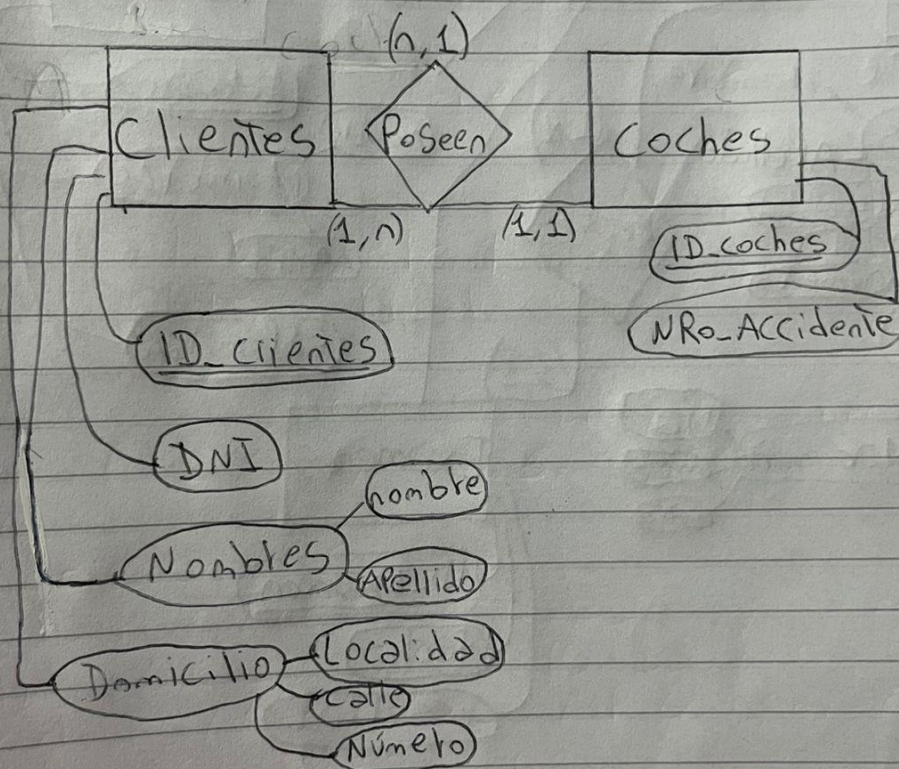 (n,1)
Clientes
Poseen
Coches
(1,n)
(1,1)
ID_coches
NRo_Accidente
ID_Clientes
DNI
nombre
Nombres
Apellido
Localidad
Domicilio
calle
Número